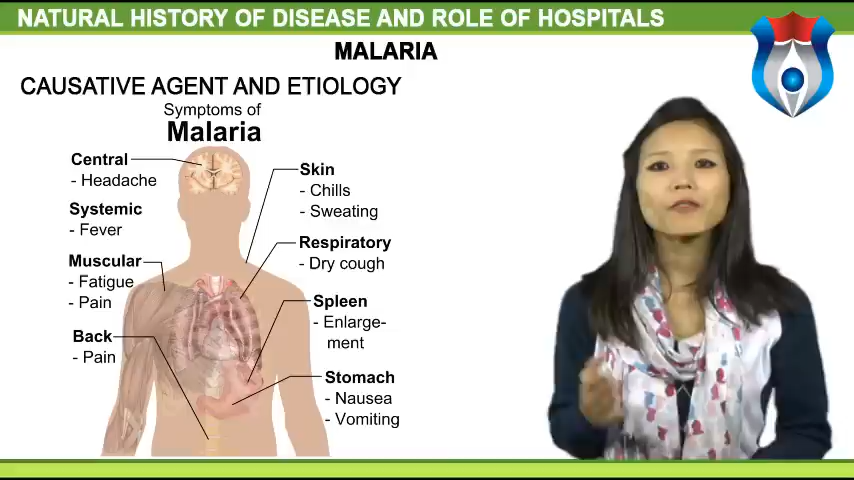 NATURAL HISTORY OF DISEASE AND ROLE OF HOSPITALS
MALARIA
CAUSATIVE AGENT AND ETIOLOGY
Symptoms of
Malaria
Central
- Headache
Systemic
- Fever
Muscular
- Fatigue
- Pain
Back
- Pain
Skin
- Chills
- Sweating
Respiratory
- Dry cough
Spleen
- Enlarge-
ment
Stomach
- Nausea
- Vomiting